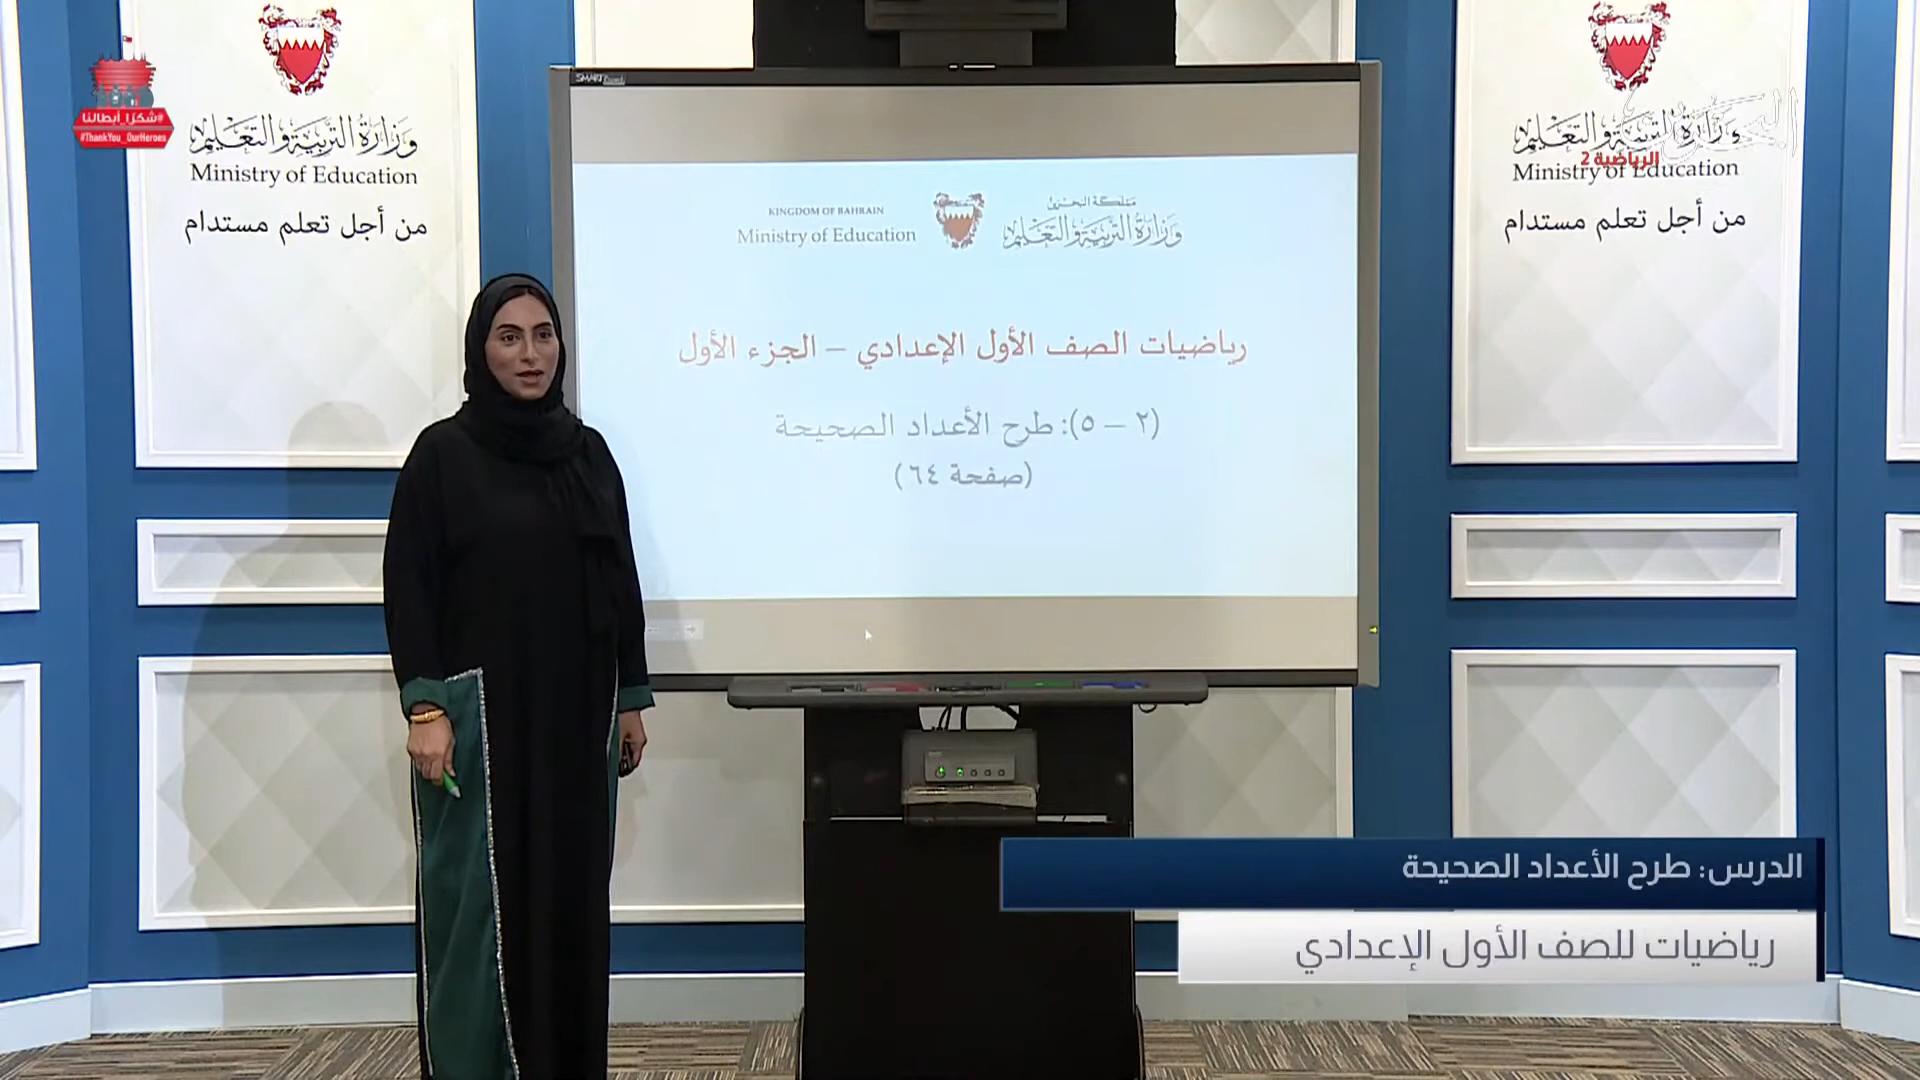 #شكرا_أبطالنا
#ThankYou_OurHeroes
وزارة التربية والتعليم
Ministry of Education
من أجل تعلم مستدام
SMART Board
KINGDOM OF BAHRAIN
Ministry of Education
مملكة البحرين
وزارة التربية والتعليم
رياضيات الصف الأول الإعدادي – الجزء الأول
(٢ – ٥): طرح الأعداد الصحيحة
(صفحة ٦٤)
وزارة التربية والتعليم
Ministry of Education
من أجل تعلم مستدام
البحرين
الرياضية 2
الدرس: طرح الأعداد الصحيحة
رياضيات للصف الأول الإعدادي